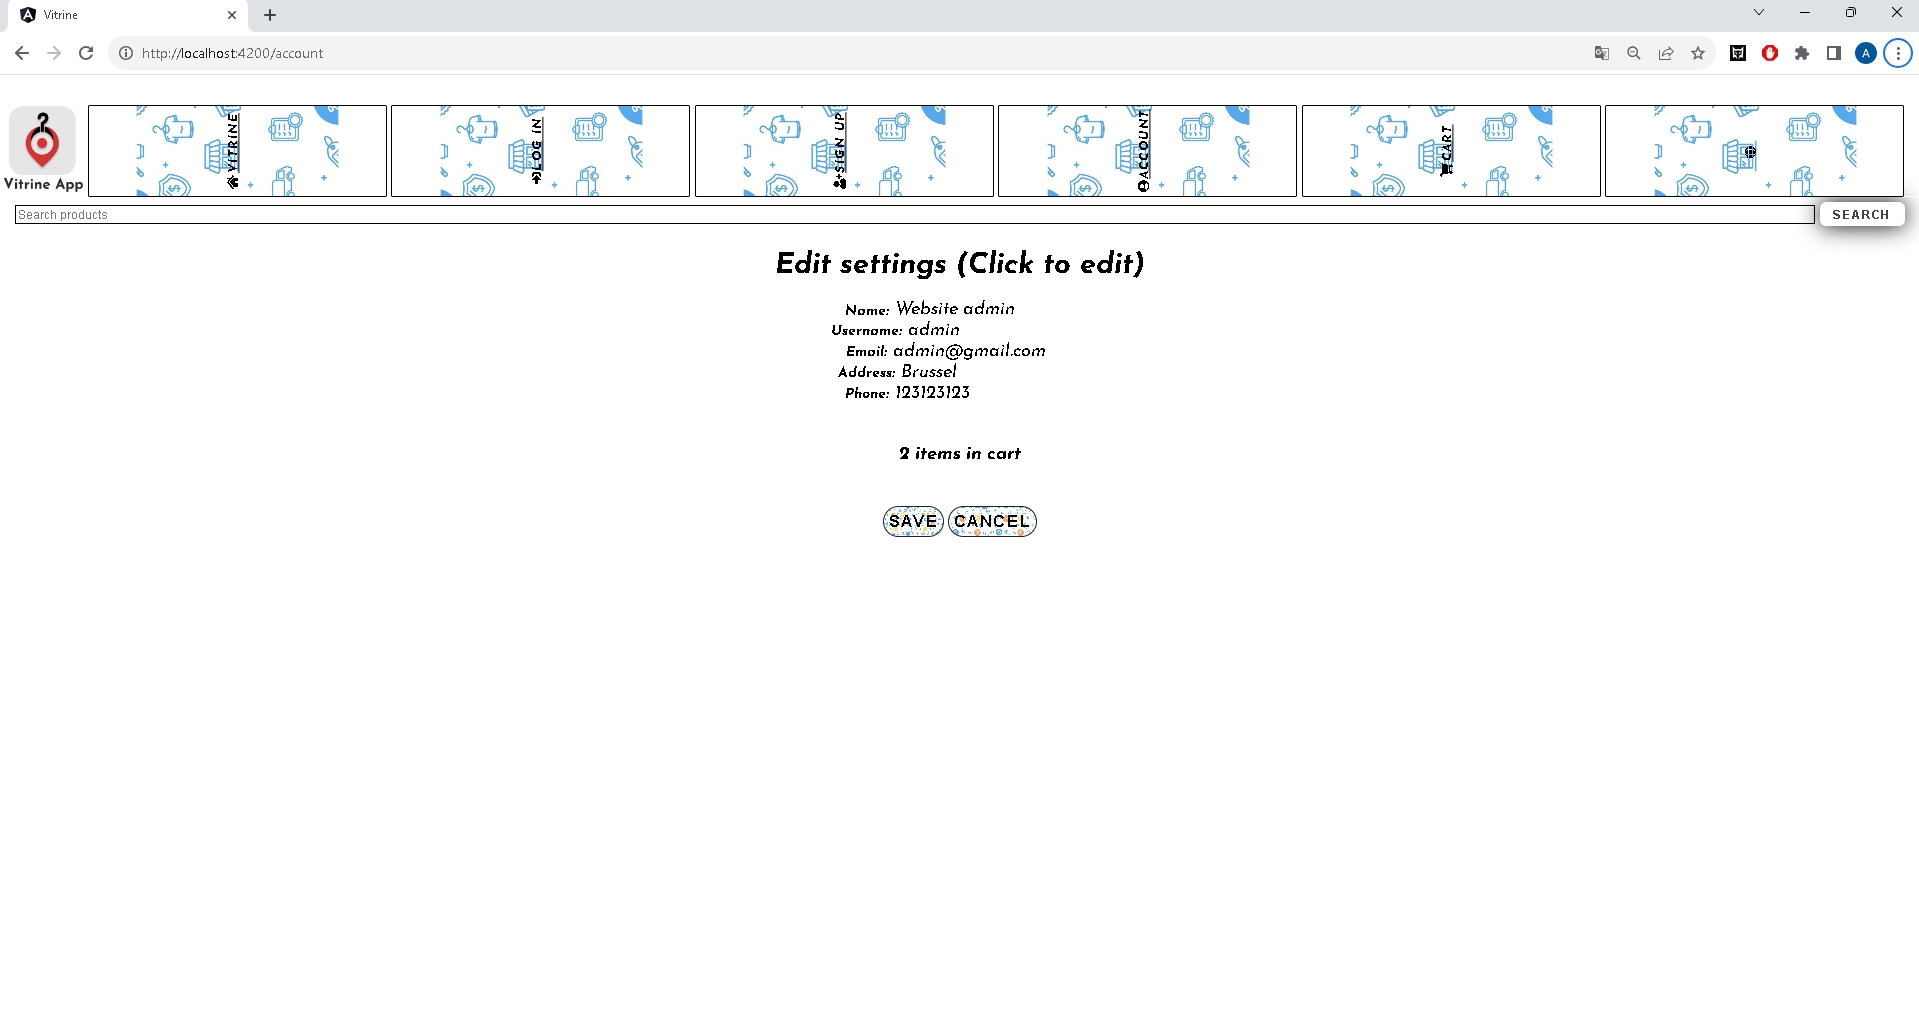 Vitrine
http://localhost:4200/account
A
Vitrine App
VITRINE
LOG IN
SIGN UP
ACCOUNT
CART
Search products
SEARCH
Edit settings (Click to edit)
Name: Website admin
Username: admin
Email: admin@gmail.com
Address: Brussel
Phone: 123123123
2 items in cart
SAVE CANCEL